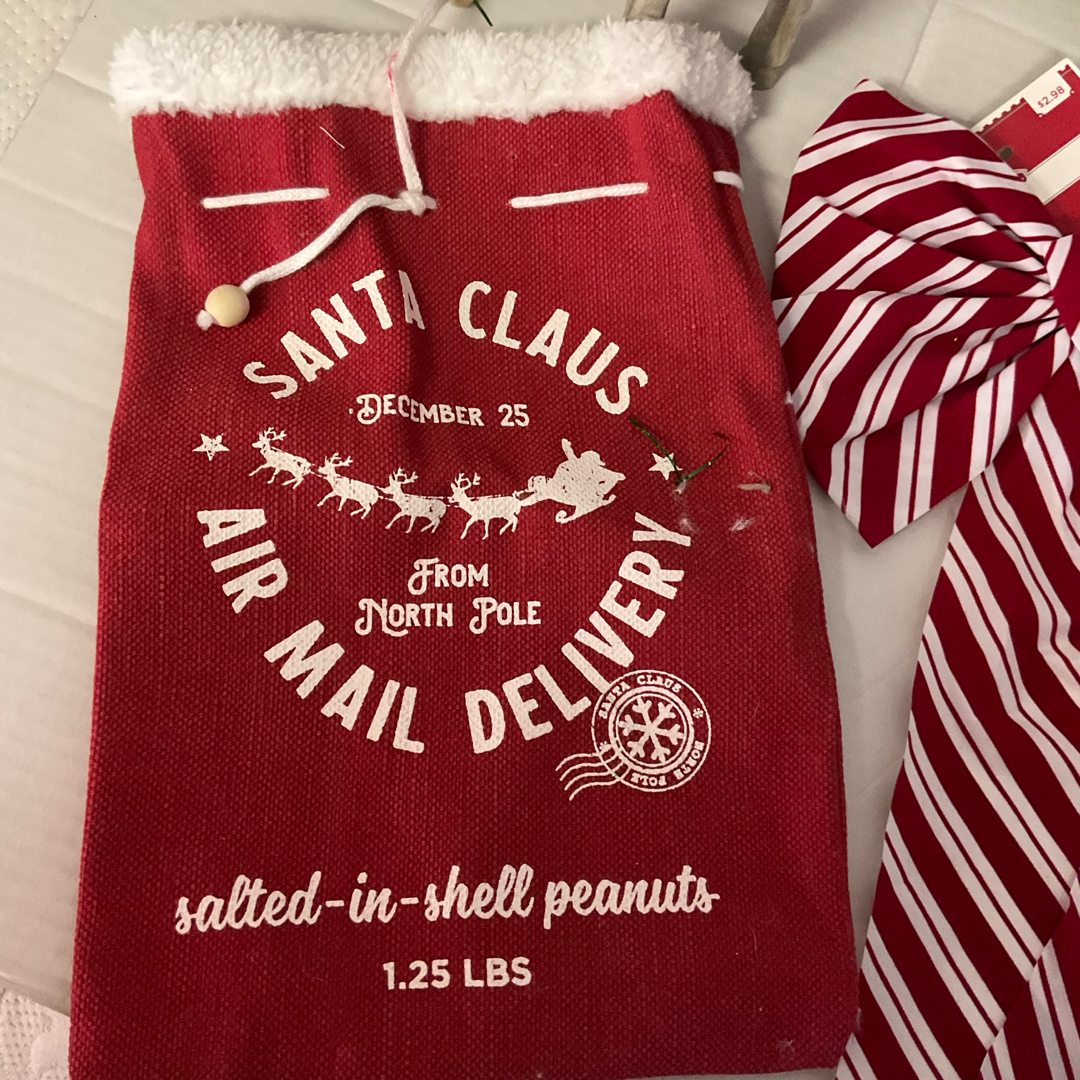 $2.98
SANTA CLAUS
DECEMBER 25
FROM
NORTH POLE
AIR MAIL DELIVERY
SANTA CLAUS
NORTH POLE
salted-in-shell peanuts
1.25 LBS